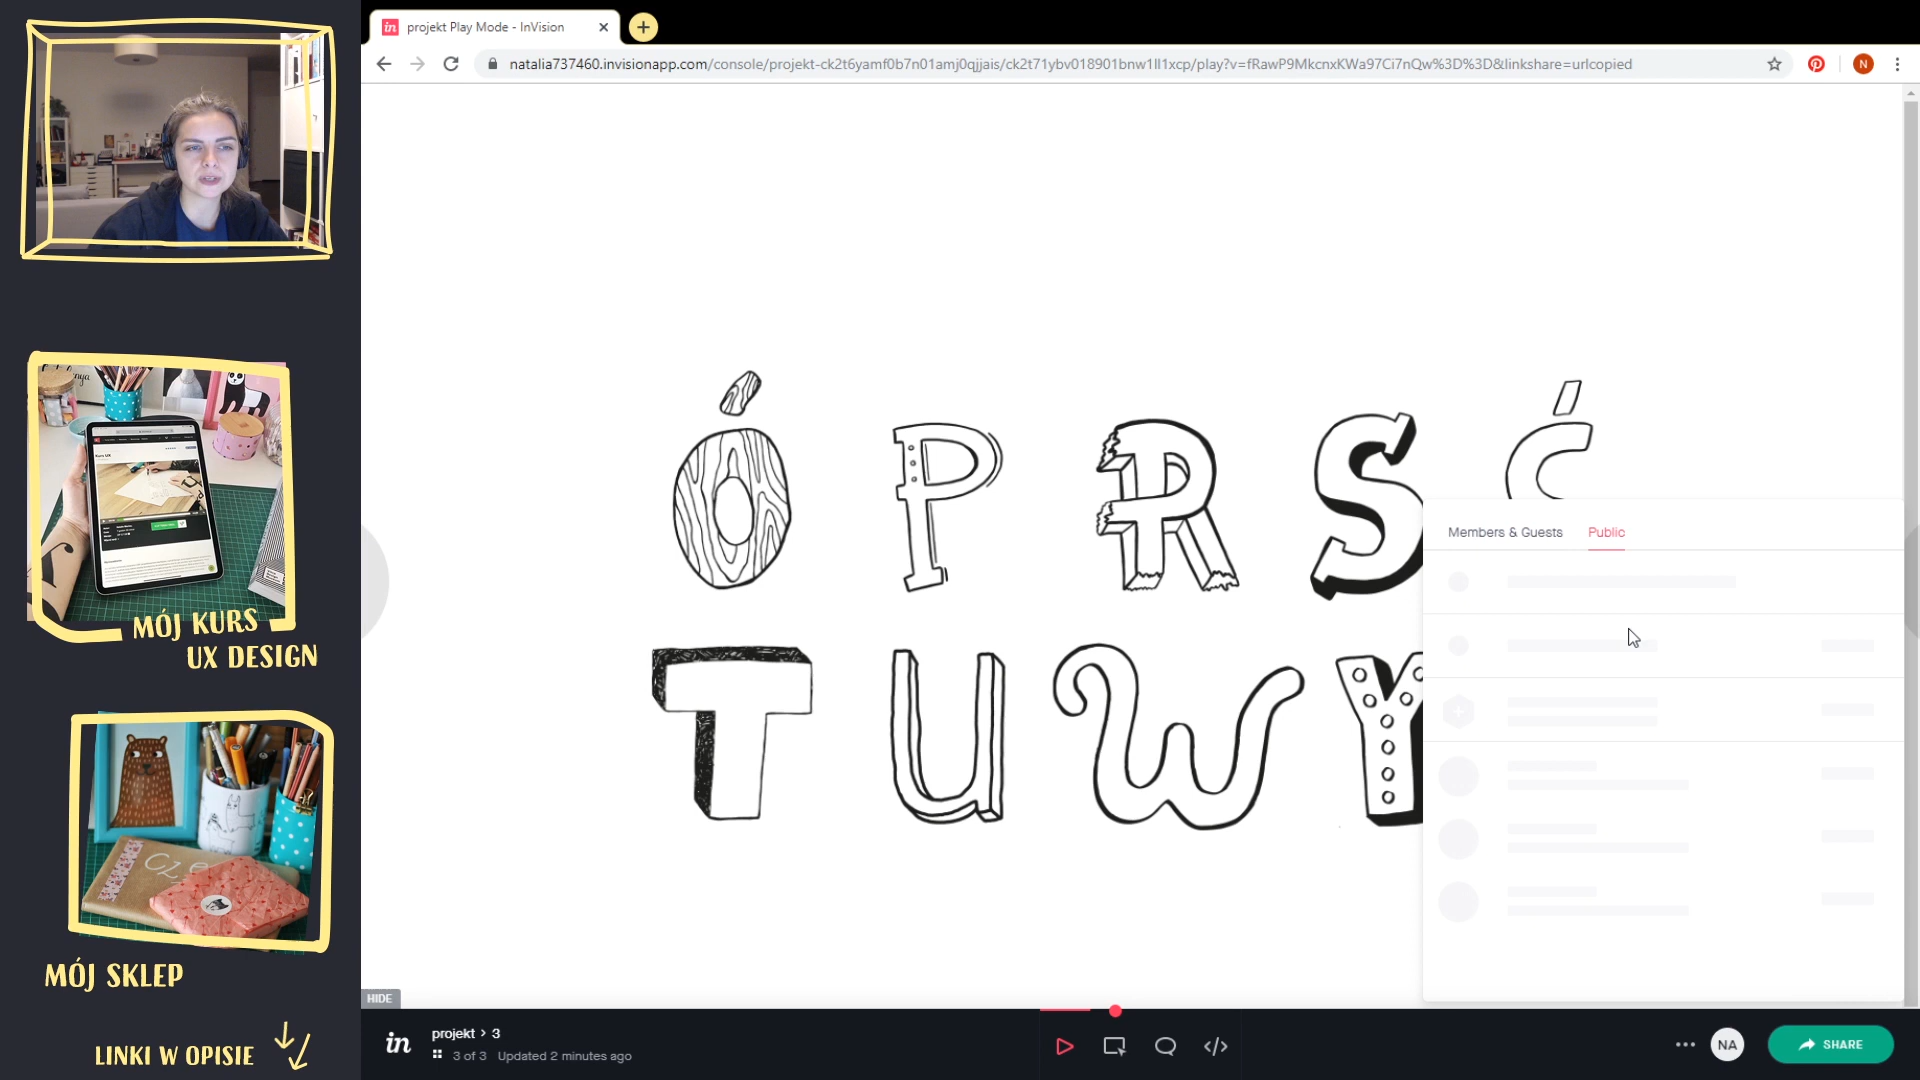 in projekt Play Mode - InVision
natalia737460.invisionapp.com/console/projekt-ck2t6yamf0b7n01amj0qjjais/ck2t71ybv018901bnw1ll1xcp/play?v=fRawP9MkcnxKWa97Ci7nQw%3D%3D&linkshare=urlcopied
N
Ó P R S Ć
T U W Y
Members & Guests Public
MÓJ KURS
UX DESIGN
MÓJ SKLEP
LINKI W OPISIE
HIDE
in projekt > 3
3 of 3 Updated 2 minutes ago
NA
SHARE